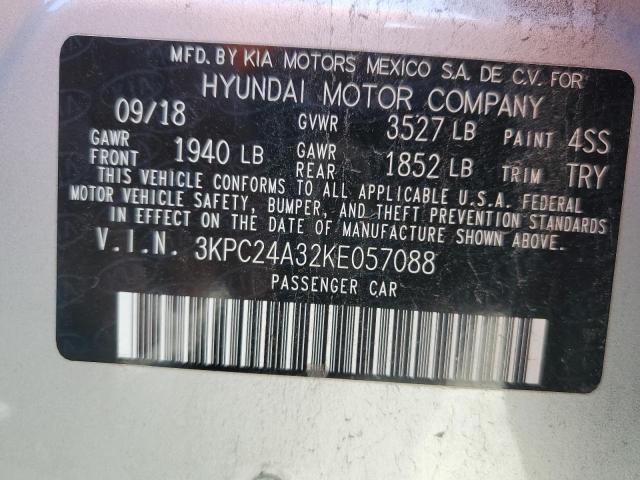 MFD. BY KIA MOTORS MEXICO S.A. DE C.V. FOR
HYUNDAI MOTOR COMPANY
09/18 GVWR 3527 LB PAINT 4SS
GAWR FRONT 1940 LB GAWR REAR 1852 LB TRIM TRY
THIS VEHICLE CONFORMS TO ALL APPLICABLE U.S.A. FEDERAL
MOTOR VEHICLE SAFETY, BUMPER, AND THEFT PREVENTION STANDARDS
IN EFFECT ON THE DATE OF MANUFACTURE SHOWN ABOVE.
V.I.N. 3KPC24A32KE057088
PASSENGER CAR